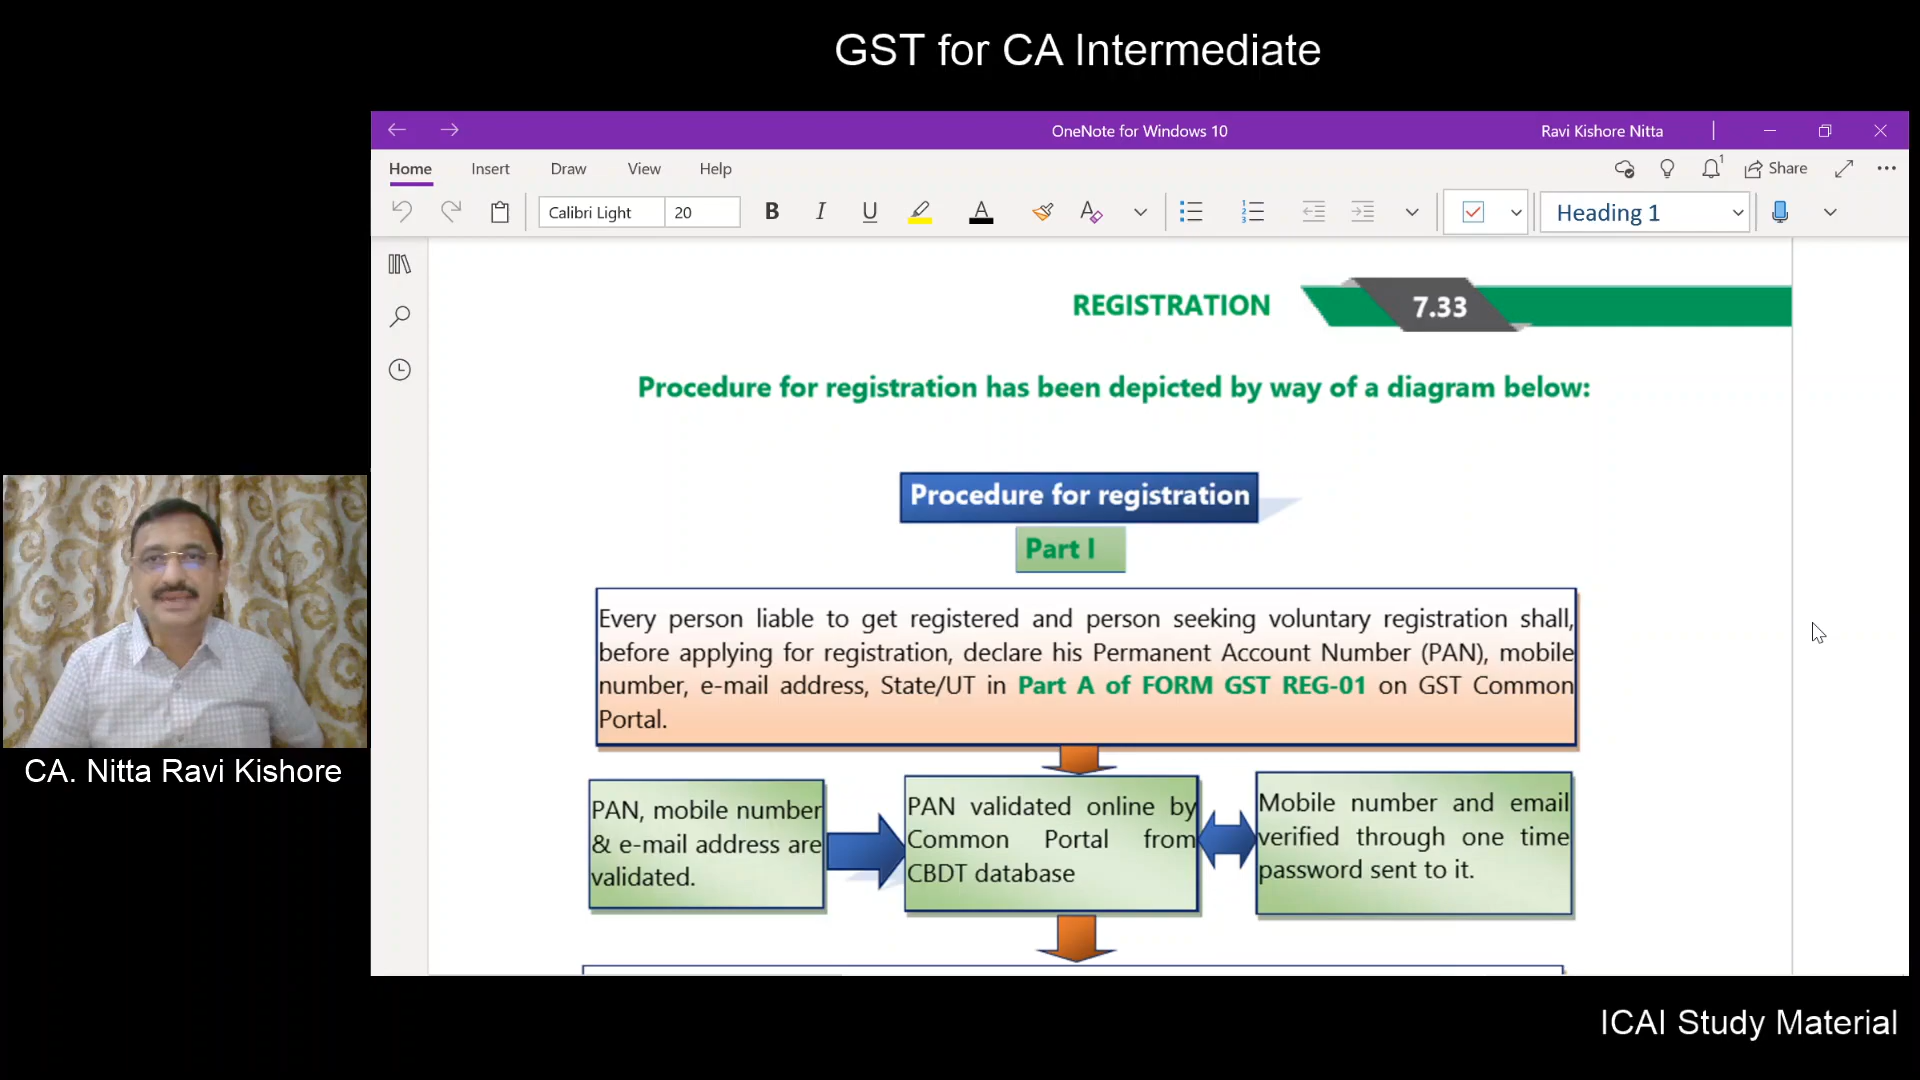 GST for CA Intermediate
OneNote for Windows 10
Ravi Kishore Nitta
Home
Insert
Draw
View
Help
1
Share
Calibri Light
20
B
I
U
A
A
1
2
3
Heading 1
REGISTRATION
7.33
Procedure for registration has been depicted by way of a diagram below:
Procedure for registration
Part I
Every person liable to get registered and person seeking voluntary registration shall,
before applying for registration, declare his Permanent Account Number (PAN), mobile
number, e-mail address, State/UT in Part A of FORM GST REG-01 on GST Common
Portal.
PAN, mobile number
& e-mail address are
validated.
PAN validated online by
Common Portal from
CBDT database
Mobile number and email
verified through one time
password sent to it.
CA. Nitta Ravi Kishore
ICAI Study Material